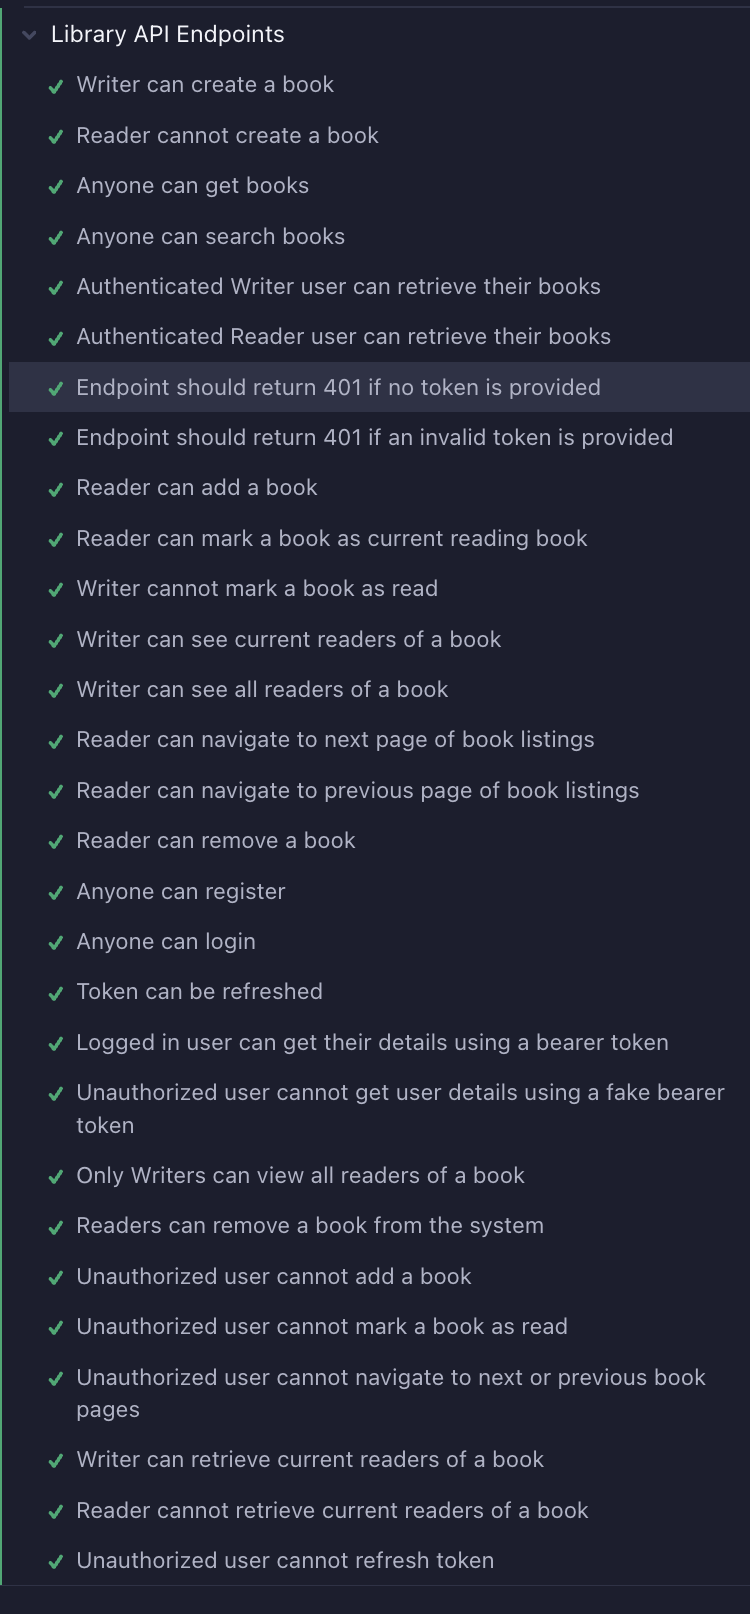 Library API Endpoints
Writer can create a book
Reader cannot create a book
Anyone can get books
Anyone can search books
Authenticated Writer user can retrieve their books
Authenticated Reader user can retrieve their books
Endpoint should return 401 if no token is provided
Endpoint should return 401 if an invalid token is provided
Reader can add a book
Reader can mark a book as current reading book
Writer cannot mark a book as read
Writer can see current readers of a book
Writer can see all readers of a book
Reader can navigate to next page of book listings
Reader can navigate to previous page of book listings
Reader can remove a book
Anyone can register
Anyone can login
Token can be refreshed
Logged in user can get their details using a bearer token
Unauthorized user cannot get user details using a fake bearer
token
Only Writers can view all readers of a book
Readers can remove a book from the system
Unauthorized user cannot add a book
Unauthorized user cannot mark a book as read
Unauthorized user cannot navigate to next or previous book
pages
Writer can retrieve current readers of a book
Reader cannot retrieve current readers of a book
Unauthorized user cannot refresh token